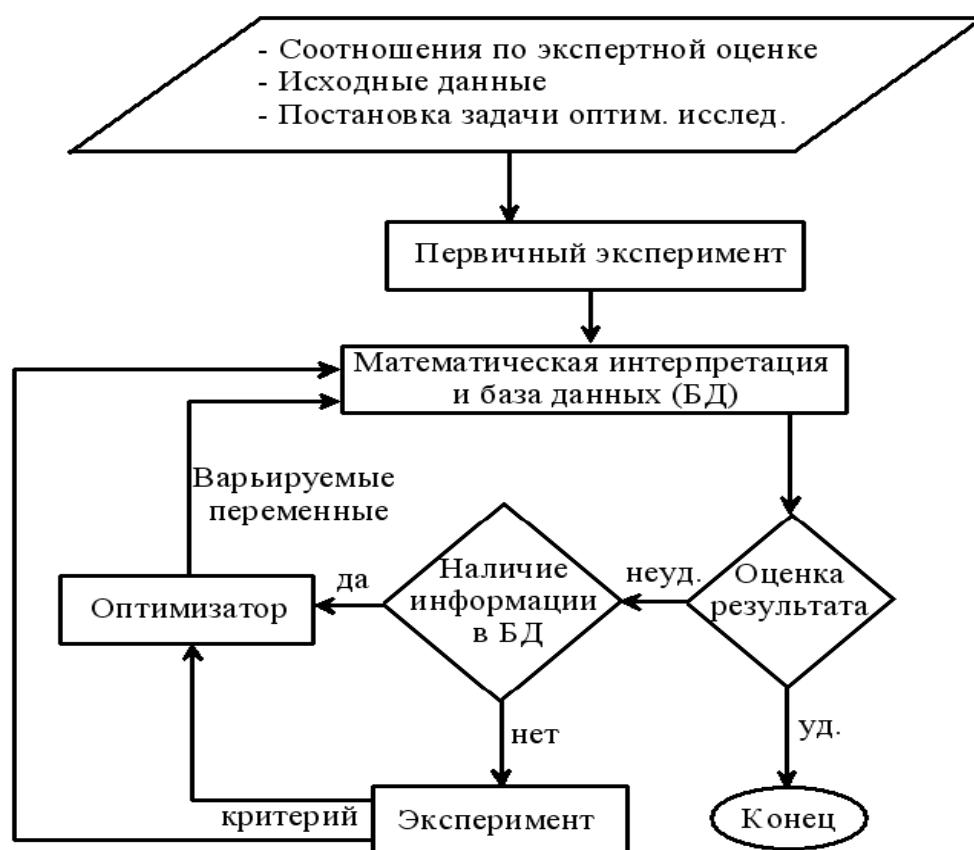 - Соотношения по экспертной оценке
- Исходные данные
- Постановка задачи оптим. исслед.
Первичный эксперимент
Математическая интерпретация
и база данных (БД)
Варьируемые
переменные
Оптимизатор
да
Наличие
информации
в БД
неуд.
Оценка
результата
нет
уд.
критерий
Эксперимент
Конец